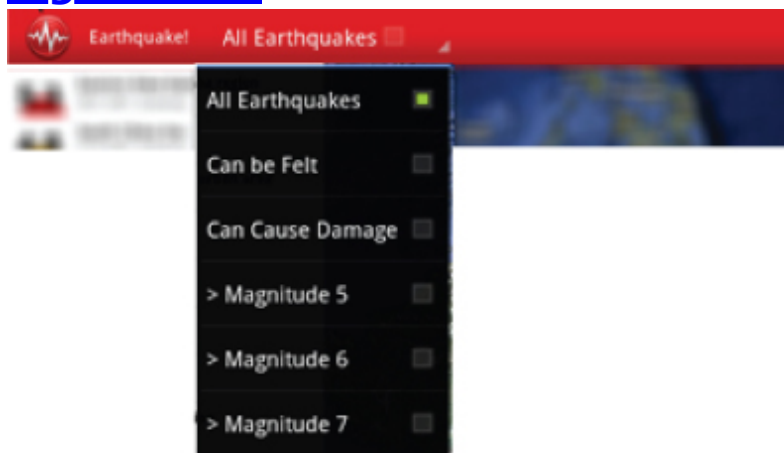 Earthquake! All Earthquakes
All Earthquakes
Can be Felt
Can Cause Damage
> Magnitude 5
> Magnitude 6
> Magnitude 7